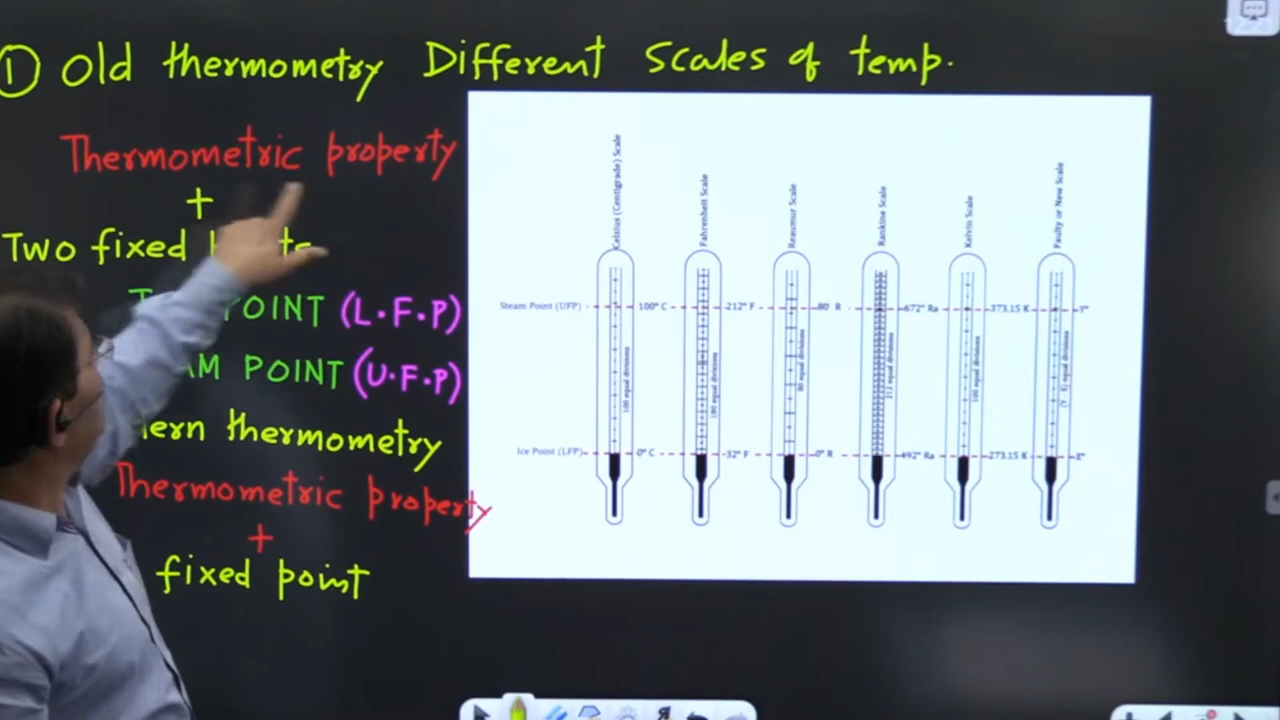 ① Old thermometry Different Scales of temp.
Thermometric property
+
Two fixed
POINT (L.F.P)
POINT (U.F.P)
thermometry
Thermometric property
+
fixed point
Celsius (Centigrade) Scale
Fahrenheit Scale
Reaumur Scale
Rankine Scale
Kelvin Scale
Faulty or New Scale
Steam Point (UFP) 100° C 212° F 80 R 672° Ra 373.15 K Y°
100 equal divisions
180 equal divisions
80 equal divisions
212 equal divisions
100 equal divisions
(Y - X) equal divisions
Ice Point (LFP) 0° C 32° F 0° R 492° Ra 273.15 K X°